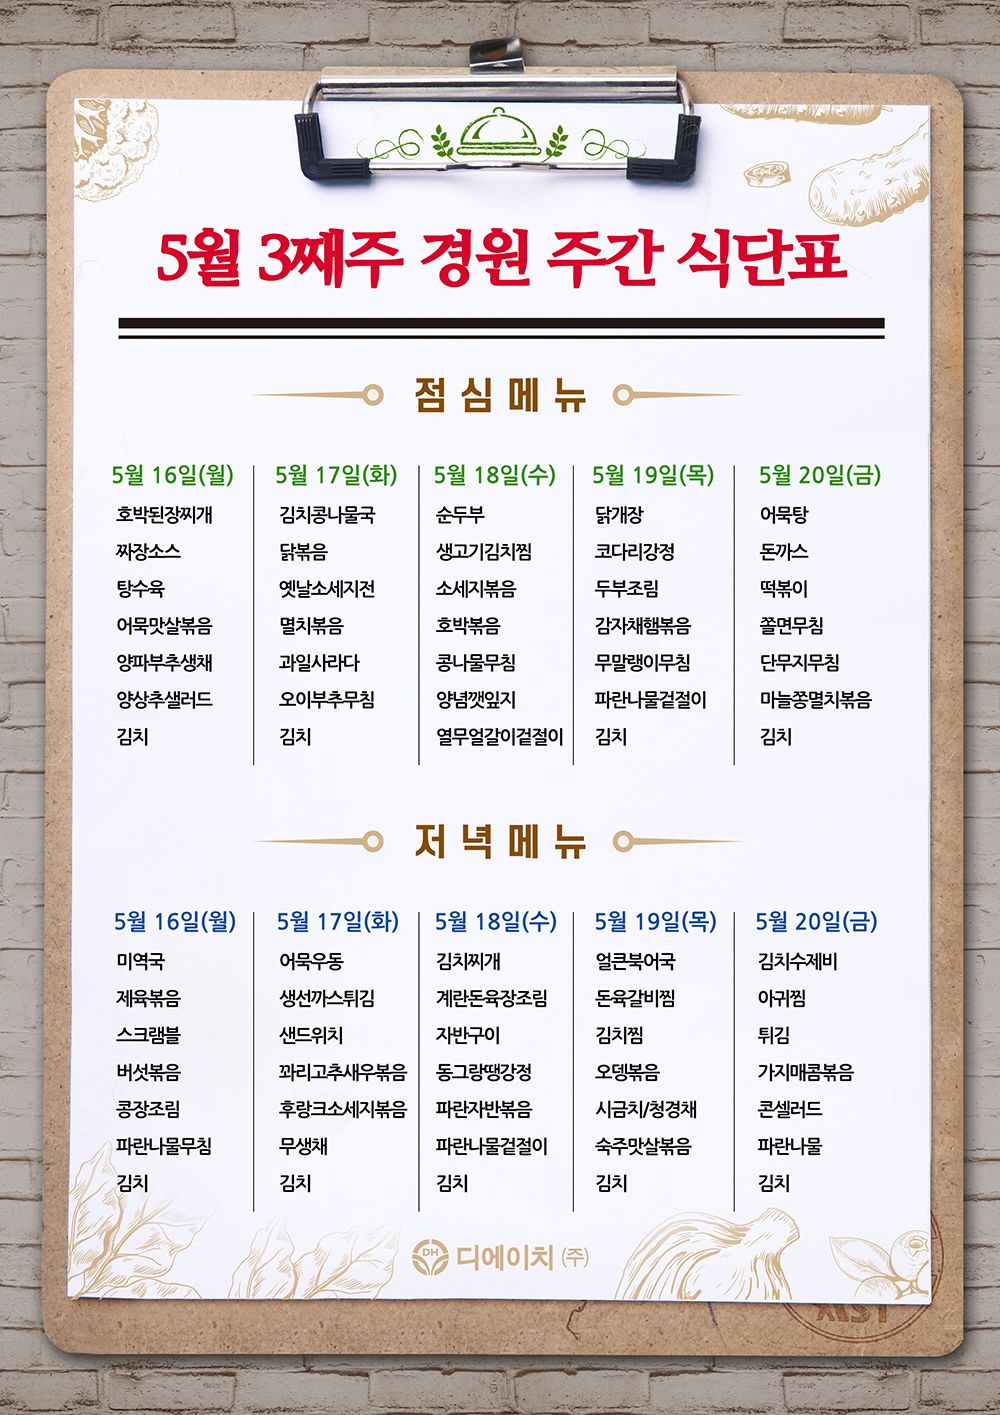 5월 3째주 경원 주간 식단표
점심메뉴
5월 16일(월)
호박된장찌개
짜장소스
탕수육
어묵맛살볶음
양파부추생채
양상추샐러드
김치
5월 17일(화)
김치콩나물국
닭볶음
옛날소세지전
멸치볶음
과일사라다
오이부추무침
김치
5월 18일(수)
순두부
생고기김치찜
소세지볶음
호박볶음
콩나물무침
양념깻잎지
열무얼갈이겉절이
5월 19일(목)
닭개장
코다리강정
두부조림
감자채햄볶음
무말랭이무침
파란나물겉절이
김치
5월 20일(금)
어묵탕
돈까스
떡볶이
쫄면무침
단무지무침
마늘쫑멸치볶음
김치
저녁메뉴
5월 16일(월)
미역국
제육볶음
스크램블
버섯볶음
콩장조림
파란나물무침
김치
5월 17일(화)
어묵우동
생선까스튀김
샌드위치
꽈리고추새우볶음
후랑크소세지볶음
무생채
김치
5월 18일(수)
김치찌개
계란돈육장조림
자반구이
동그랑땡강정
파란자반볶음
파란나물겉절이
김치
5월 19일(목)
얼큰북어국
돈육갈비찜
김치찜
오뎅볶음
시금치/청경채
숙주맛살볶음
김치
5월 20일(금)
김치수제비
아귀찜
튀김
가지매콤볶음
콘셀러드
파란나물
김치
DH 디에이치(주)